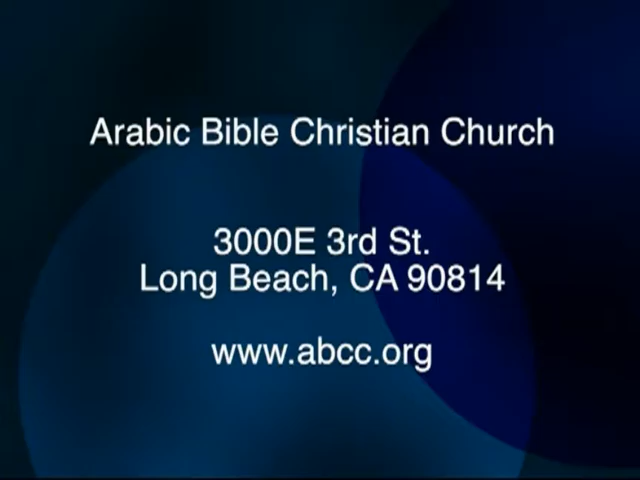 Arabic Bible Christian Church
3000E 3rd St.
Long Beach, CA 90814
www.abcc.org